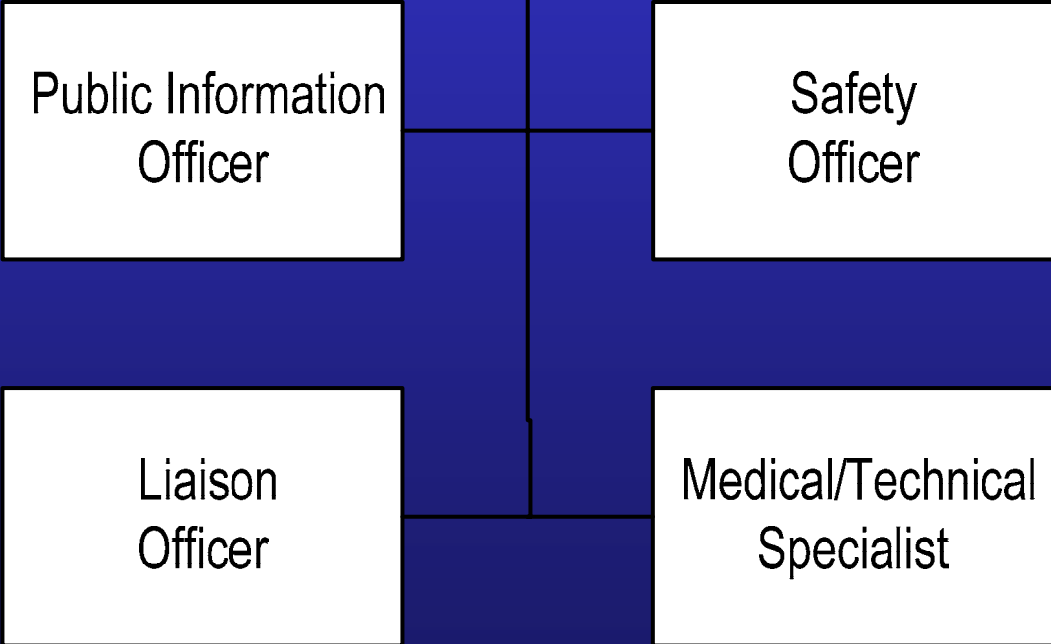 Public Information
Officer
Safety
Officer
Liaison
Officer
Medical/Technical
Specialist